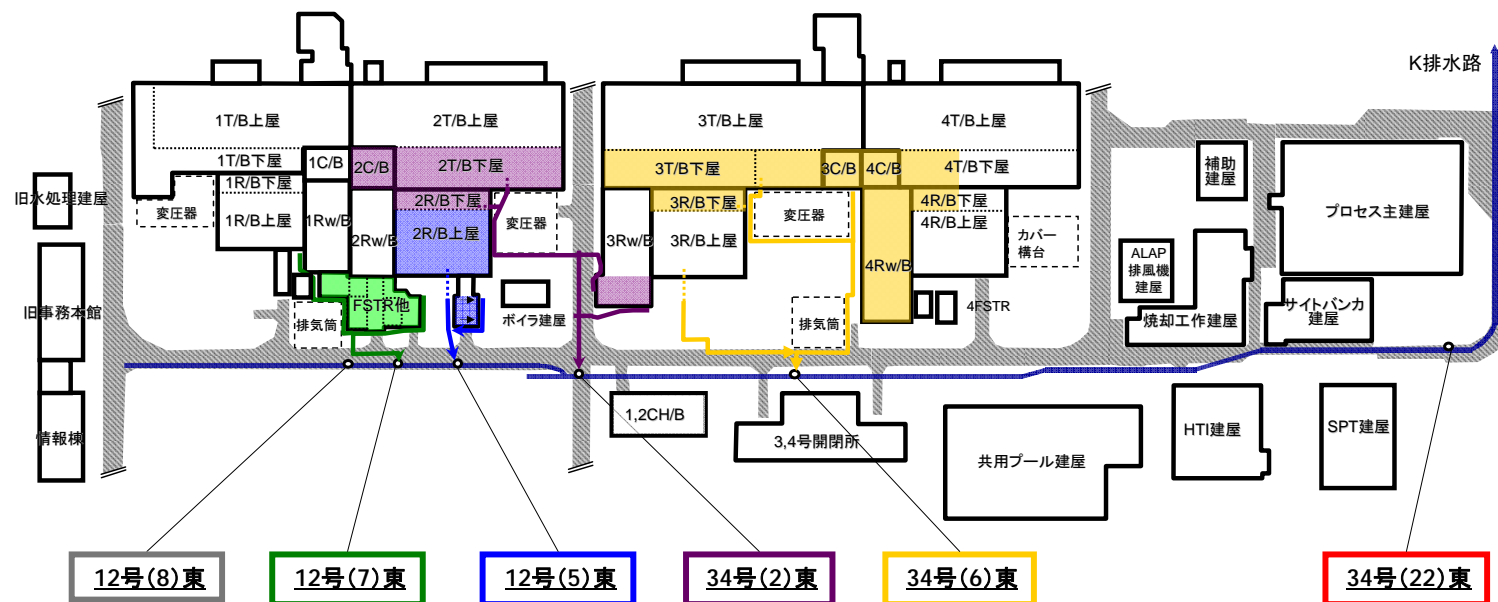 K排水路
1T/B上屋
2T/B上屋
3T/B上屋
4T/B上屋
1T/B下屋
1C/B
2C/B
2T/B下屋
3T/B下屋
3C/B
4C/B
4T/B下屋
補助
建屋
旧水処理建屋
変圧器
1R/B下屋
1R/B上屋
1Rw/B
2Rw/B
2R/B下屋
2R/B上屋
変圧器
3Rw/B
3R/B下屋
3R/B上屋
変圧器
4Rw/B
4R/B下屋
4R/B上屋
カバー
構台
プロセス主建屋
ALAP
排風機
建屋
旧事務本館
排気筒
FSTR他
ボイラ建屋
排気筒
4FSTR
焼却工作建屋
サイトバンカ
建屋
情報棟
1,2CH/B
3,4号開閉所
共用プール建屋
HTI建屋
SPT建屋
12号(8)東
12号(7)東
12号(5)東
34号(2)東
34号(6)東
34号(22)東